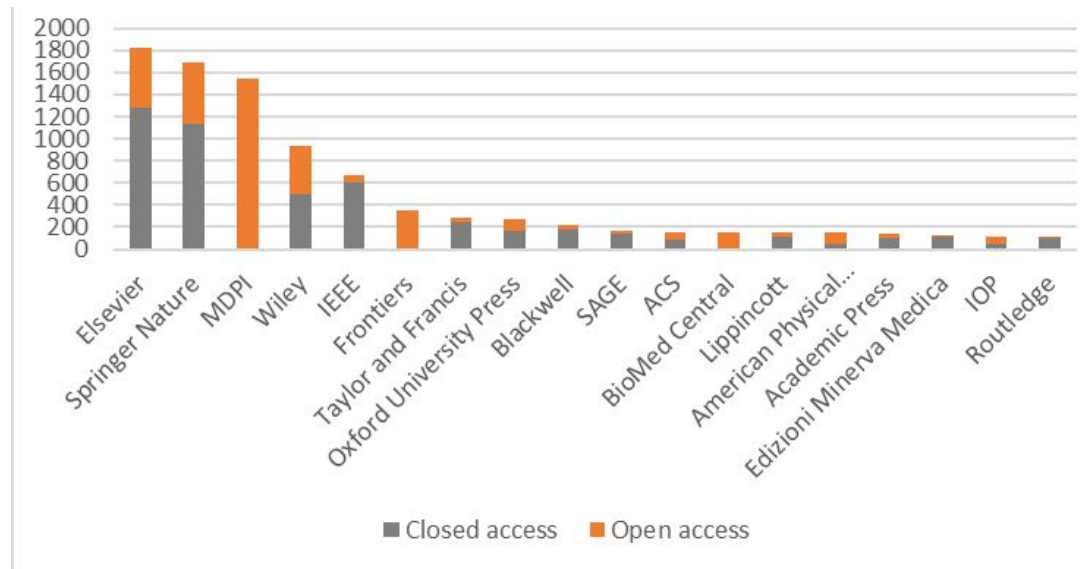 2000
1800
1600
1400
1200
1000
800
600
400
200
0
Elsevier
Springer Nature
MDPI
Wiley
IEEE
Frontiers
Taylor and Francis
Oxford University Press
Blackwell
SAGE
ACS
BioMed Central
Lippincott
American Physical...
Academic Press
Edizioni Minerva Medica
IOP
Routledge
Closed access Open access